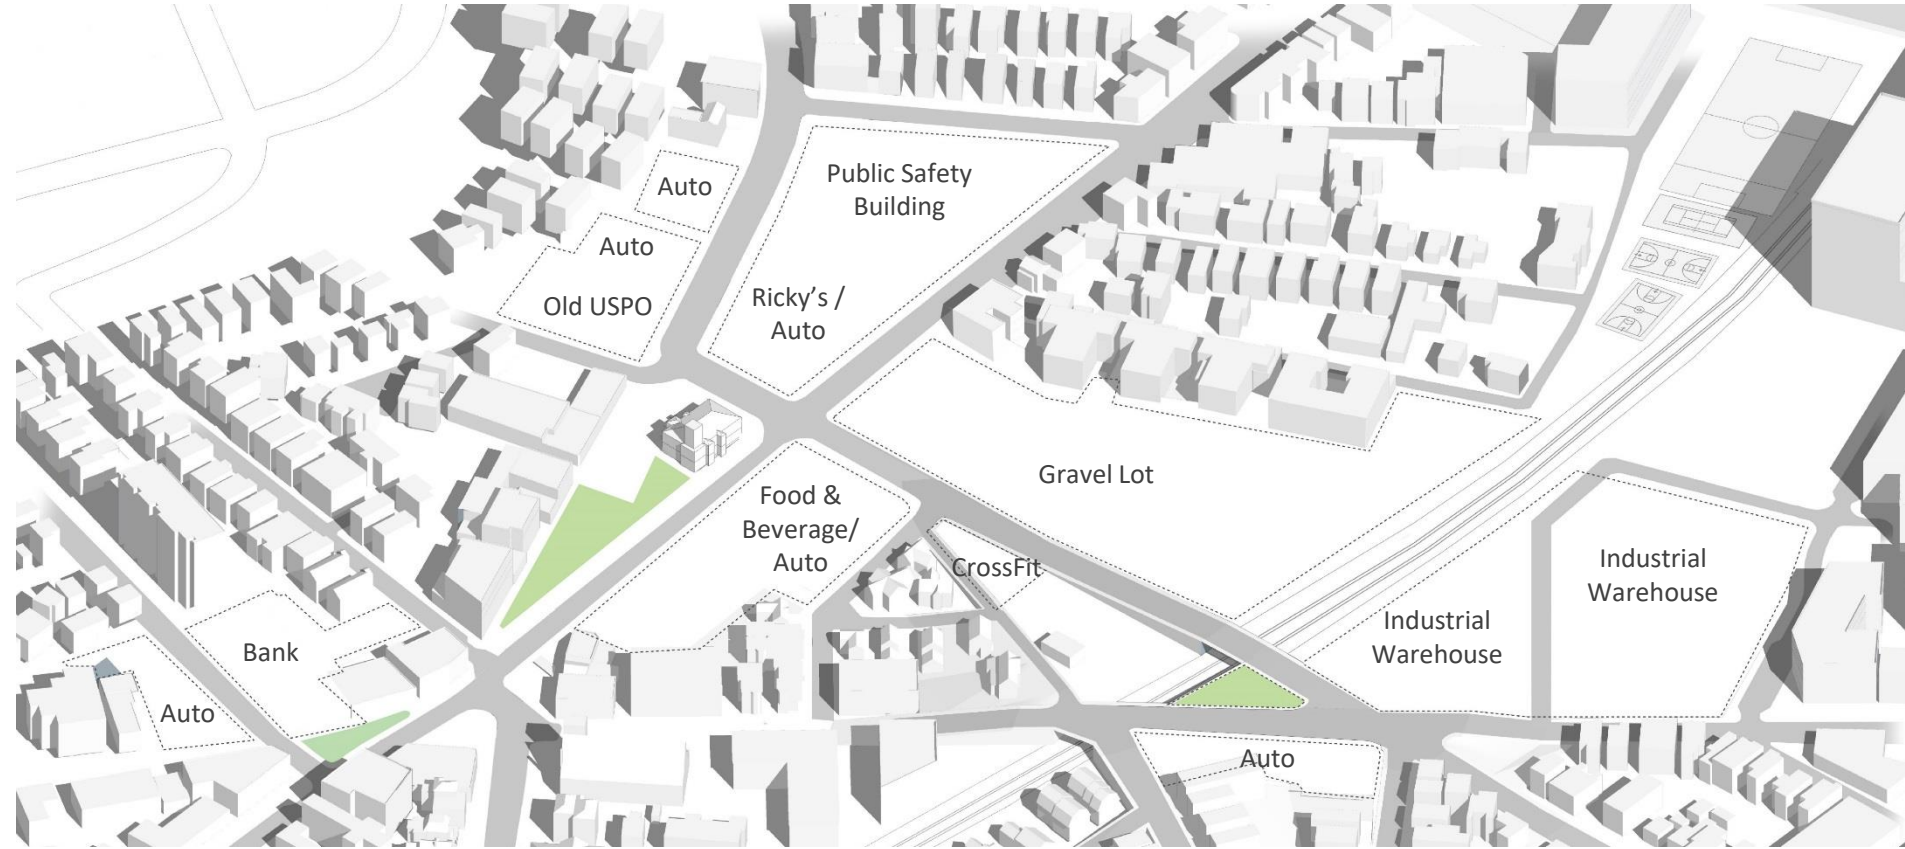 Auto
Public Safety
Building
Auto
Old USPO
Ricky’s /
Auto
Gravel Lot
Food &
Beverage/
Auto
CrossFit
Industrial
Warehouse
Industrial
Warehouse
Bank
Auto
Auto